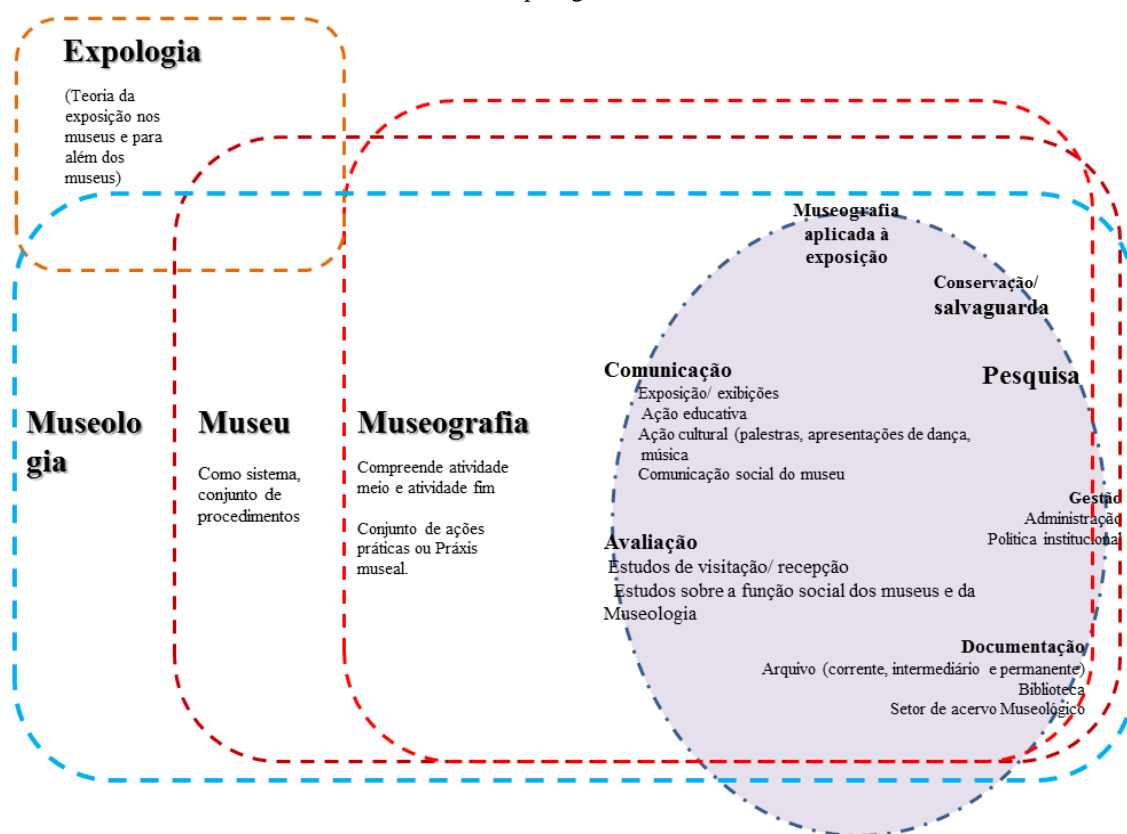 Expologia
(Teoria da
exposição nos
museus e para
além dos
museus)
Museolo
gia
Museu
Como sistema,
conjunto de
procedimentos
Museografia
Compreende atividade
meio e atividade fim
Conjunto de ações
práticas ou Práxis
museal.
Museografia
aplicada à
exposição
Conservação/
salvaguarda
Pesquisa
Comunicação
Exposição/ exibições
Ação educativa
Ação cultural (palestras, apresentações de dança,
música
Comunicação social do museu
Gestão
Administração
Política institucional
Avaliação
Estudos de visitação/ recepção
Estudos sobre a função social dos museus e da
Museologia
Documentação
Arquivo (corrente, intermediário e permanente)
Biblioteca
Setor de acervo Museológico